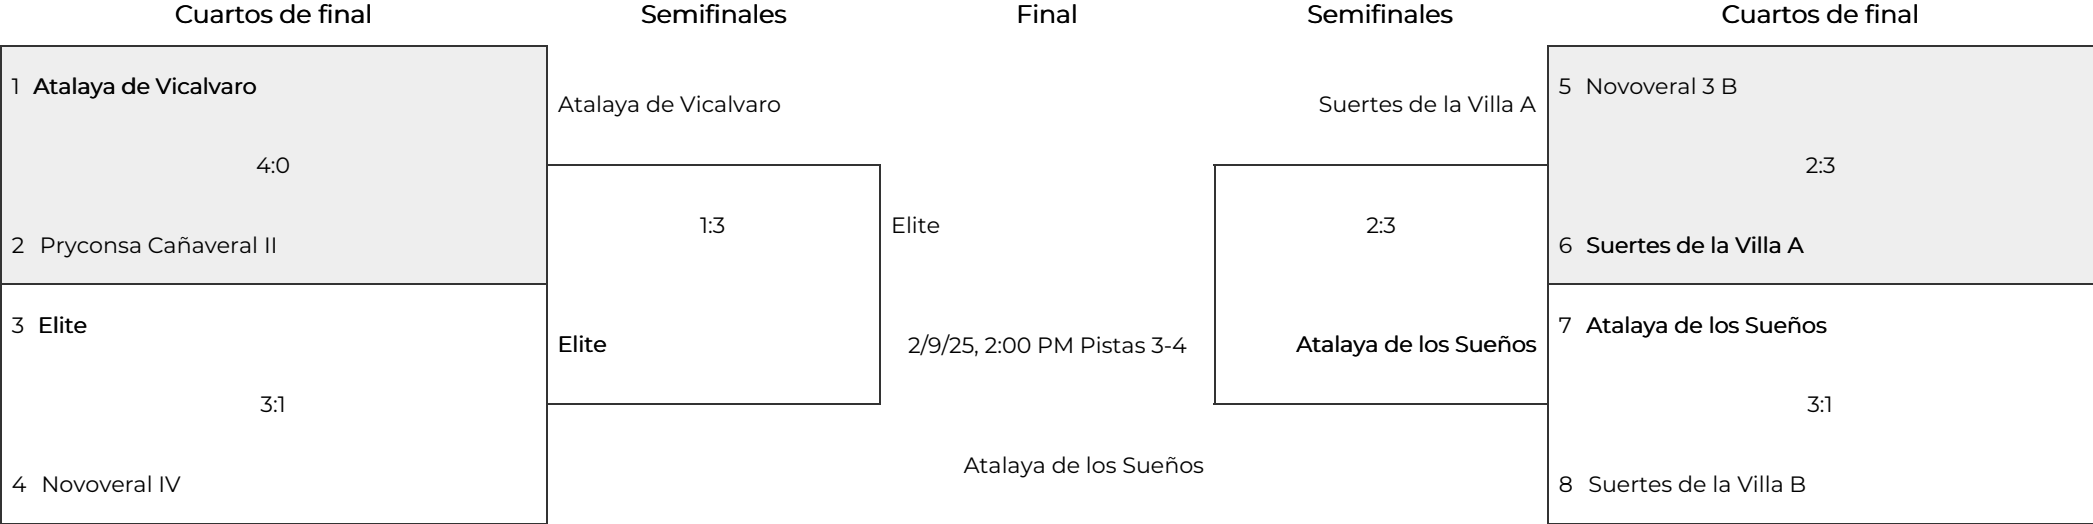 Cuartos de final
Semifinales
Final
Semifinales
Cuartos de final
1 Atalaya de Vicalvaro
4:0
2 Pryconsa Cañaveral II
3 Elite
3:1
4 Novoveral IV
Atalaya de Vicalvaro
1:3
Elite
Elite
2/9/25, 2:00 PM Pistas 3-4
Atalaya de los Sueños
Suertes de la Villa A
2:3
Atalaya de los Sueños
5 Novoveral 3 B
2:3
6 Suertes de la Villa A
7 Atalaya de los Sueños
3:1
8 Suertes de la Villa B